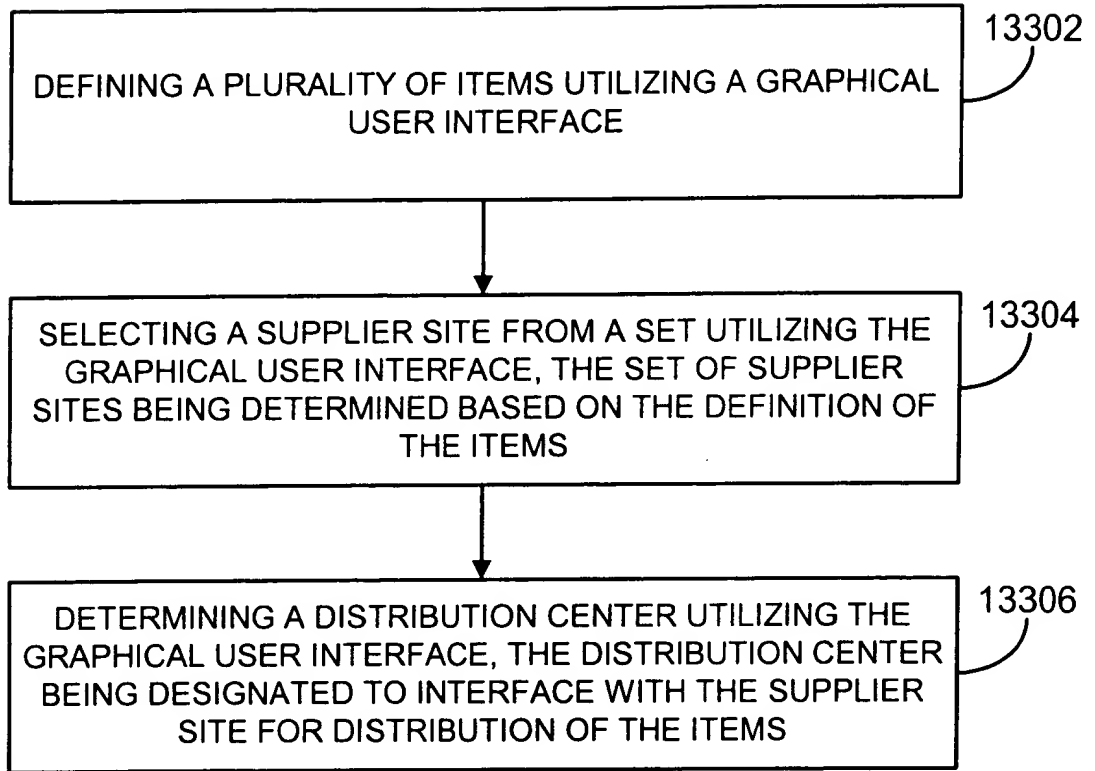 13302
DEFINING A PLURALITY OF ITEMS UTILIZING A GRAPHICAL
USER INTERFACE
13304
SELECTING A SUPPLIER SITE FROM A SET UTILIZING THE
GRAPHICAL USER INTERFACE, THE SET OF SUPPLIER
SITES BEING DETERMINED BASED ON THE DEFINITION OF
THE ITEMS
13306
DETERMINING A DISTRIBUTION CENTER UTILIZING THE
GRAPHICAL USER INTERFACE, THE DISTRIBUTION CENTER
BEING DESIGNATED TO INTERFACE WITH THE SUPPLIER
SITE FOR DISTRIBUTION OF THE ITEMS